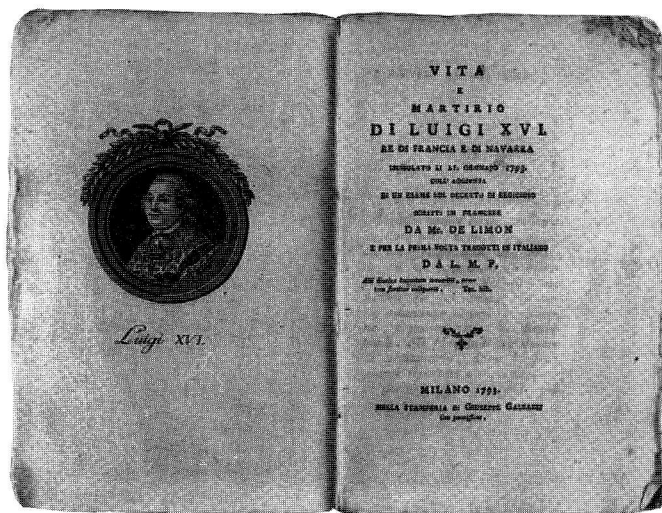 Luigi XVI.
VITA
E
MARTIRIO
DI LUIGI XVI.
RE DI FRANCIA E DI NAVARRA
IMMOLATO LI 21. GENNAJO 1793.
COLL' AGGIUNTA
DI UN ESAME SUL DECRETO DI REGICIDIO
SCRITTI IN FRANCESE
DA Mr. DE LIMON
E PER LA PRIMA VOLTA TRADOTTI IN ITALIANO
DA L. M. P.
MILANO 1793.
NELLA STAMPERIA DI GIUSEPPE GALEAZZI
Con permissione.